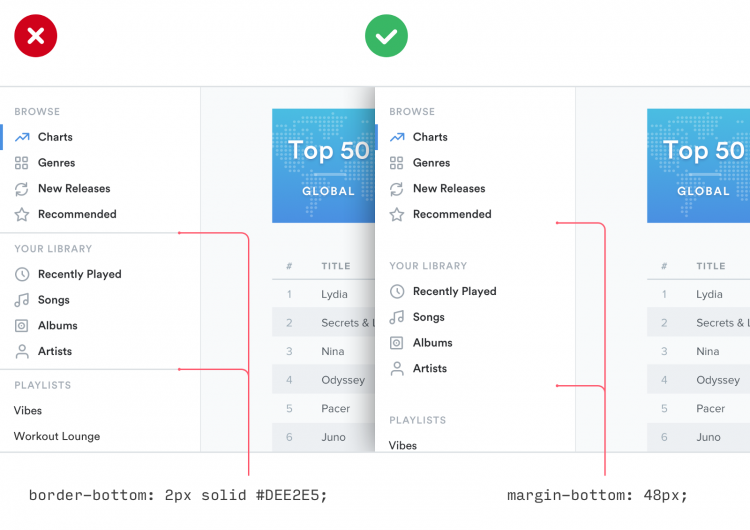 BROWSE
Charts
Genres
New Releases
Recommended
YOUR LIBRARY
Recently Played
Songs
Albums
Artists
PLAYLISTS
Vibes
Workout Lounge
Top 50
GLOBAL
# TITLE
1 Lydia
2 Secrets & L
3 Nina
4 Odyssey
5 Pacer
6 Juno
border-bottom: 2px solid #DEE2E5;
BROWSE
Charts
Genres
New Releases
Recommended
YOUR LIBRARY
Recently Played
Songs
Albums
Artists
PLAYLISTS
Vibes
Top 50
GLOBAL
# TITLE
1 Lydia
2 Secrets & L
3 Nina
4 Odyssey
5 Pacer
6 Juno
margin-bottom: 48px;